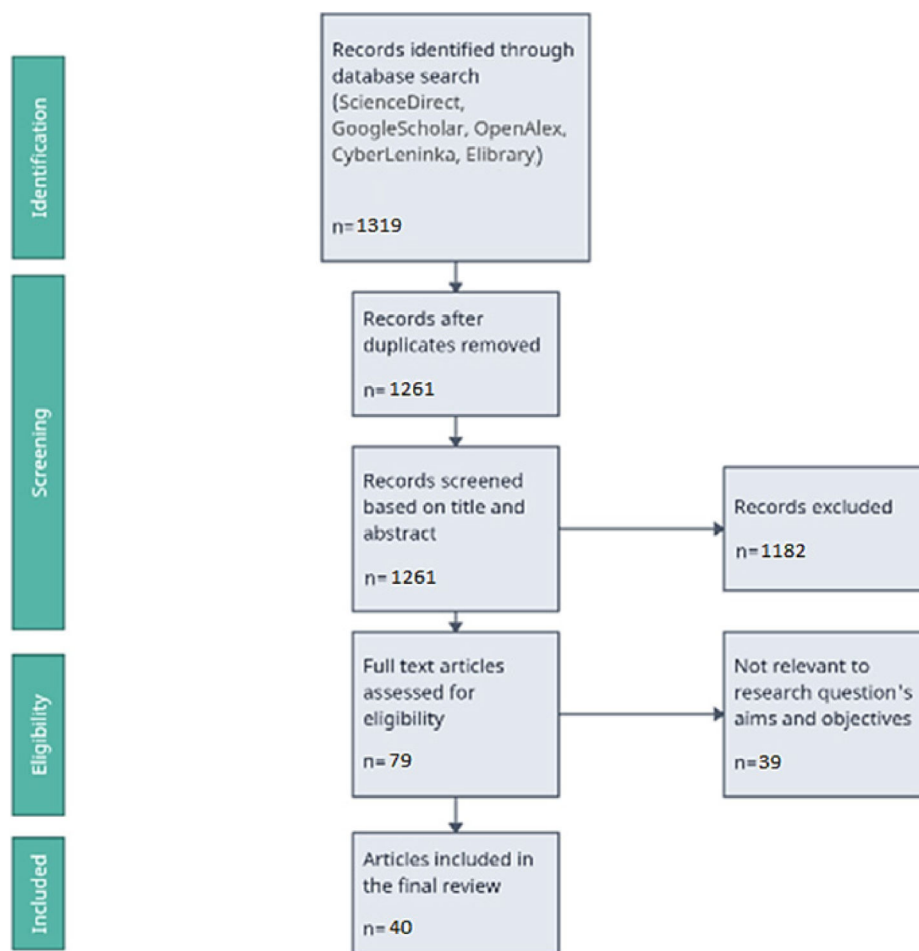 Identification
Records identified through
database search
(ScienceDirect,
GoogleScholar, OpenAlex,
CyberLeninka, Elibrary)
n=1319
Screening
Records after
duplicates removed
n= 1261
Records screened
based on title and
abstract
n= 1261
Records excluded
n=1182
Eligibility
Full text articles
assessed for
eligibility
n= 79
Not relevant to
research question's
aims and objectives
n= 39
Included
Articles included in
the final review
n= 40